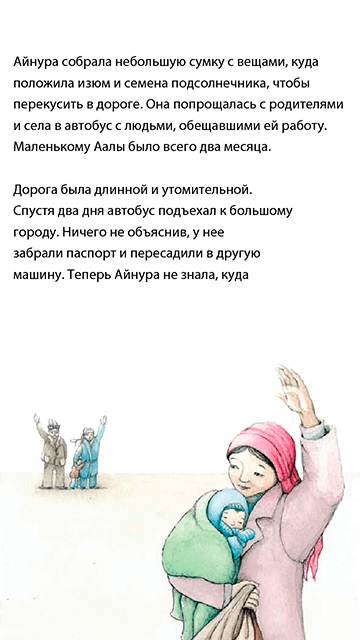 Айнура собрала небольшую сумку с вещами, куда
положила изюм и семена подсолнечника, чтобы
перекусить в дороге. Она попрощалась с родителями
и села в автобус с людьми, обещавшими ей работу.
Маленькому Аалы было всего два месяца.
Дорога была длинной и утомительной.
Спустя два дня автобус подъехал к большому
городу. Ничего не объяснив, у нее
забрали паспорт и пересадили в другую
машину. Теперь Айнура не знала, куда